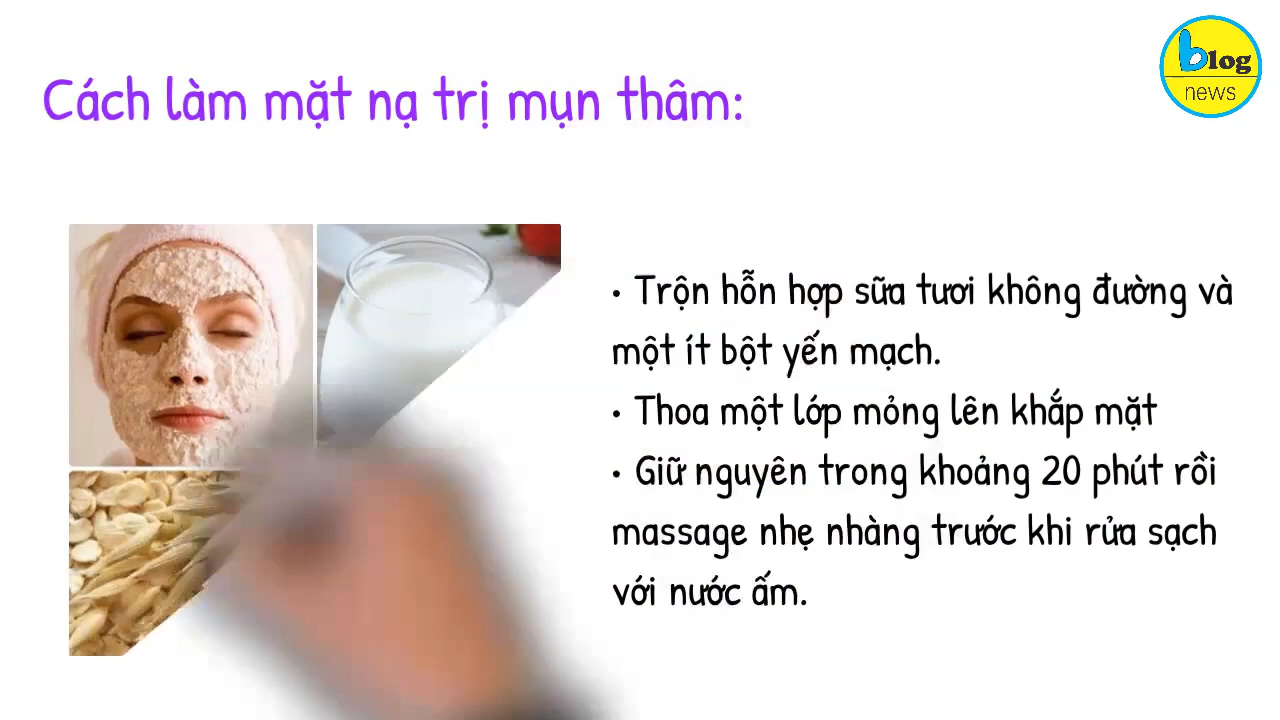 blog
news
Cách làm mặt nạ trị mụn thâm:
• Trộn hỗn hợp sữa tươi không đường và
một ít bột yến mạch.
• Thoa một lớp mỏng lên khắp mặt
• Giữ nguyên trong khoảng 20 phút rồi
massage nhẹ nhàng trước khi rửa sạch
với nước ấm.